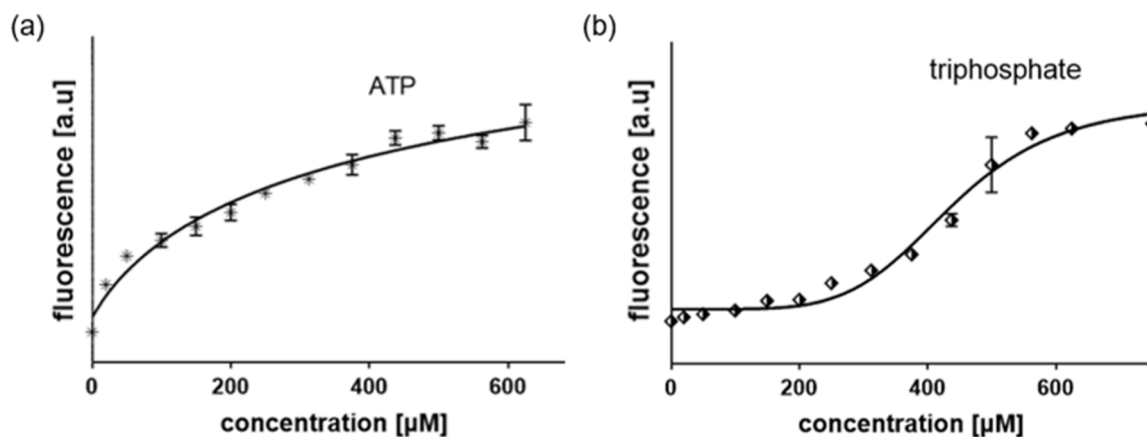 (a)
ATP
fluorescence [a.u]
0 200 400 600
concentration [µM]
(b)
triphosphate
fluorescence [a.u]
0 200 400 600
concentration [µM]